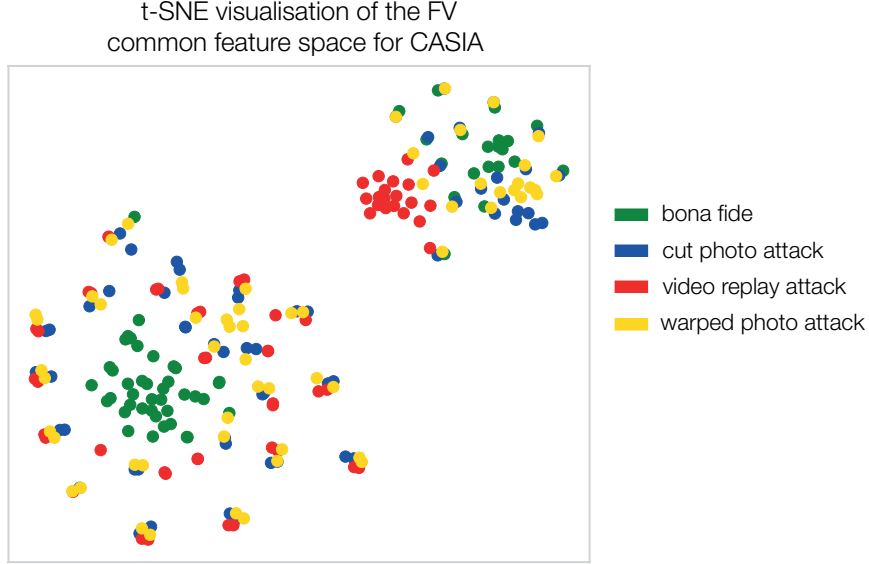 t-SNE visualisation of the FV
common feature space for CASIA
bona fide
cut photo attack
video replay attack
warped photo attack